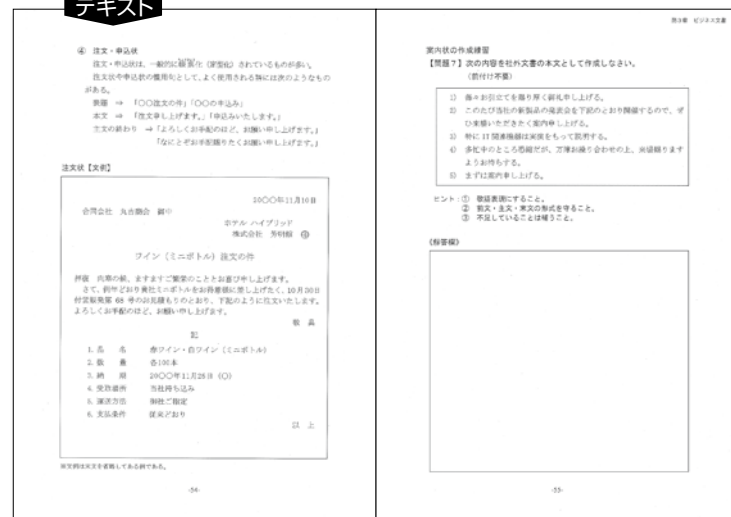 テキスト
④ 注文・申込状
注文・申込状は、一般的に帳票化（定型化）されているものが多い。
注文状や申込状の慣用句として、よく使用される類には次のようなもの
がある。
表題 ⇒ 「○○注文の件」「○○の申込み」
本文 ⇒ 「注文申し上げます。」「申込みいたします。」
主文の終わり ⇒「よろしくお手配のほど、お願い申し上げます。」
「なにとぞお手配賜りたくお願い申し上げます。」
注文状【文例】
20○○年11月10日
合同会社 丸吉商会 御中
ホテル ハイブリッド
株式会社 芳明館 ㊞
ワイン（ミニボトル）注文の件
拝復 向寒の候、ますますご繁栄のこととお喜び申し上げます。
さて、例年どおり貴社ミニボトルをお得意様に差し上げたく、10月30日
付営販発第 68 号のお見積もりのとおり、下記のように注文いたします。
よろしくお手配のほど、お願い申し上げます。
敬 具
記
1. 品 名 赤ワイン・白ワイン（ミニボトル）
2. 数 量 各100本
3. 納 期 20○○年11月26日（○）
4. 受取場所 当社持ち込み
5. 運送方法 御社ご指定
6. 支払条件 従来どおり
以 上
※文例は末文を省略してある例である。
-54-
第3章 ビジネス文書
案内状の作成練習
【問題７】次の内容を社外文書の本文として作成しなさい。
（前付け不要）
1) 毎々お引立てを賜り厚く御礼申し上げる。
2) このたび当社の新製品の発表会を下記のとおり開催するので、ぜ
ひ来場いただきたく案内申し上げる。
3) 特に IT 関連機器は実演をもって説明する。
4) 多忙中のところ恐縮だが、万障お繰り合わせの上、来場賜ります
ようお待ちする。
5) まずは案内申し上げる。
ヒント：① 敬語表現にすること。
② 前文・主文・末文の形式を守ること。
③ 不足していることは補うこと。
《解答欄》
-55-